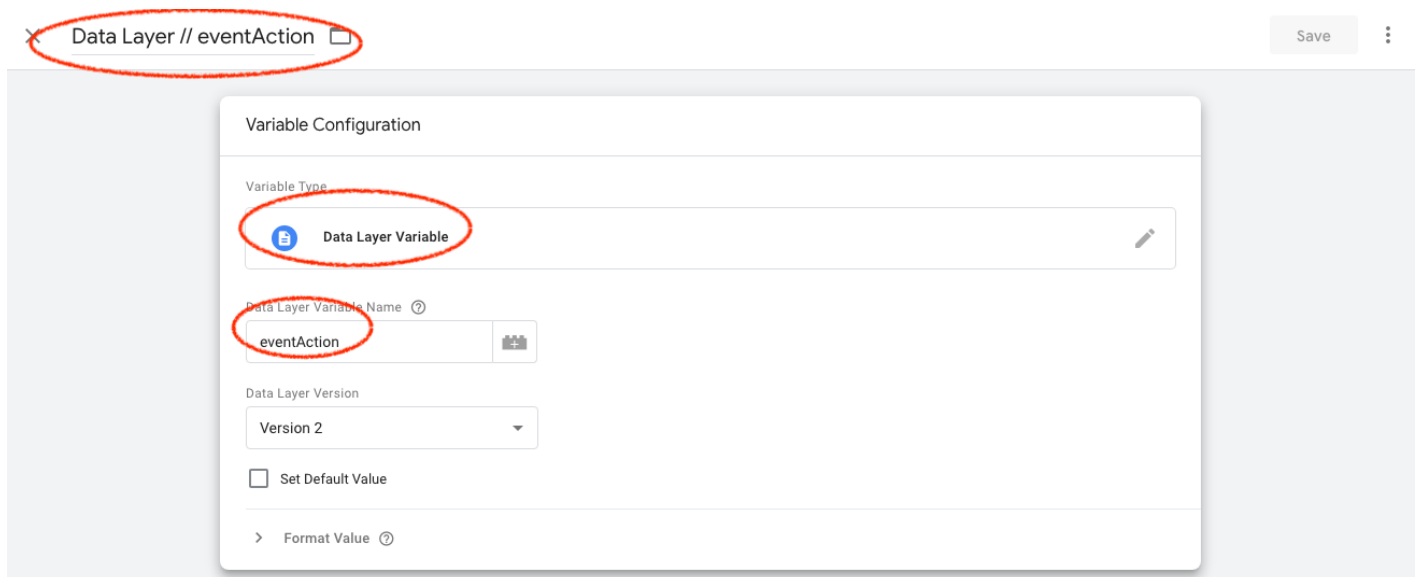 Data Layer // eventAction
Save
Variable Configuration
Variable Type
Data Layer Variable
Data Layer Variable Name
eventAction
Data Layer Version
Version 2
Set Default Value
Format Value